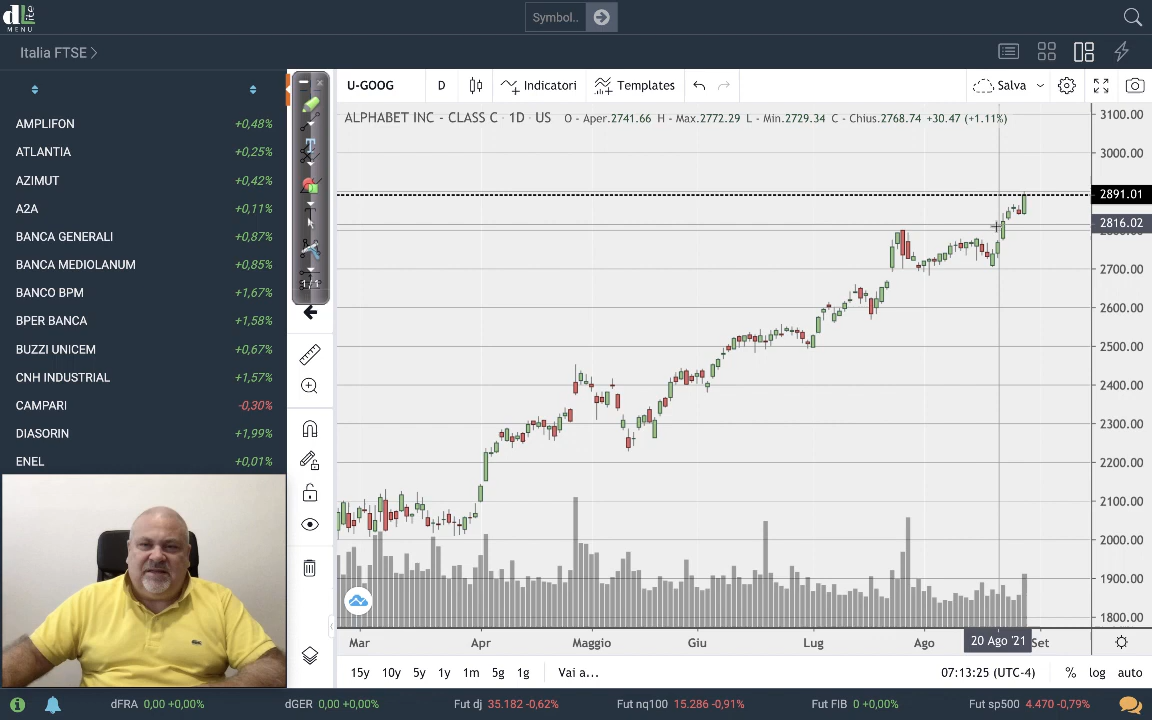 dLite
MENU
Symbol..
Italia FTSE
AMPLIFON +0,48%
ATLANTIA +0,25%
AZIMUT +0,42%
A2A +0,11%
BANCA GENERALI +0,87%
BANCA MEDIOLANUM +0,85%
BANCO BPM +1,67%
BPER BANCA +1,58%
BUZZI UNICEM +0,67%
CNH INDUSTRIAL +1,57%
CAMPARI -0,30%
DIASORIN +1,99%
ENEL +0,01%
1/1
U-GOOG D Indicatori Templates Salva
ALPHABET INC - CLASS C · 1D · US O - Aper.2741.66 H - Max.2772.29 L - Min.2729.34 C - Chius.2768.74 +30.47 (+1.11%)
3100.00
3000.00
2891.01
2816.02
2800.00
2700.00
2600.00
2500.00
2400.00
2300.00
2200.00
2100.00
2000.00
1900.00
1800.00
Mar Apr Maggio Giu Lug Ago 20 Ago '21 Set
15y 10y 5y 1y 1m 5g 1g Vai a... 07:13:25 (UTC-4) % log auto
dFRA 0,00 +0,00% dGER 0,00 +0,00% Fut dj 35.182 -0,62% Fut nq100 15.286 -0,91% Fut FIB 0 +0,00% Fut sp500 4.470 -0,79%